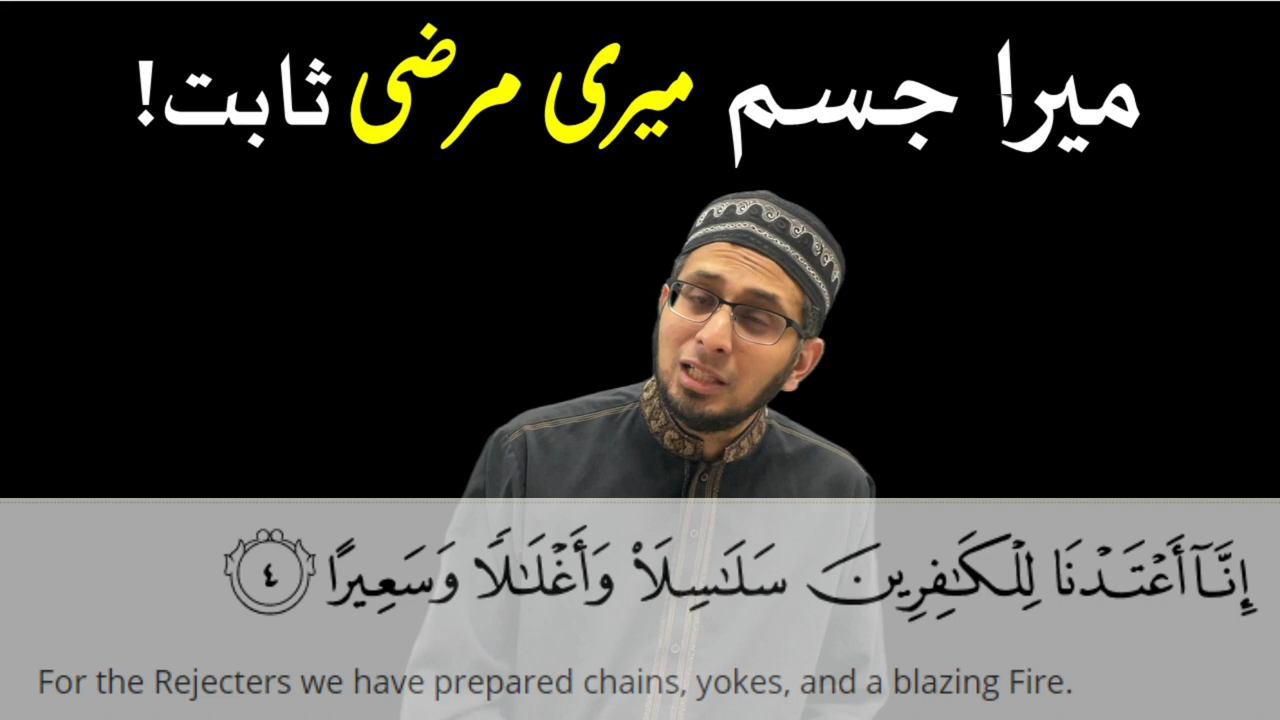 میرا جسم میری مرضی ثابت!
إِنَّآ أَعْتَدْنَا لِلْكَـٰفِرِينَ سَلَـٰسِلَا۟ وَأَغْلَـٰلًا وَسَعِيرًا ٤
For the Rejecters we have prepared chains, yokes, and a blazing Fire.